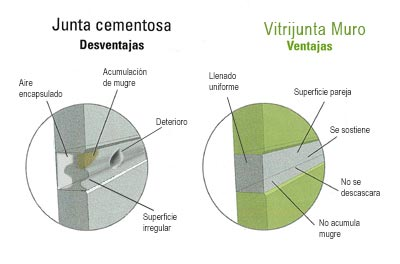 Junta cementosa
Desventajas
Aire
encapsulado
Acumulación
de mugre
Deterioro
Superficie
irregular
Vitrijunta Muro
Ventajas
Llenado
uniforme
Superficie pareja
Se sostiene
No se
descascara
No acumula
mugre